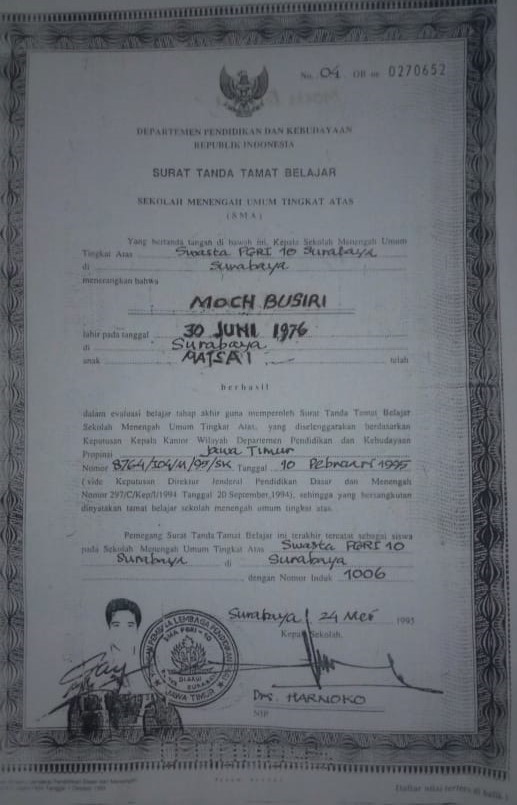 No. 04 OB oe 0270652
DEPARTEMEN PENDIDIKAN DAN KEBUDAYAAN
REPUBLIK INDONESIA
SURAT TANDA TAMAT BELAJAR
SEKOLAH MENENGAH UMUM TINGKAT ATAS
(SMA)
Yang bertanda tangan di bawah ini, Kepala Sekolah Menengah Umum
Tingkat Atas Swasta PGRI 10 Surabaya
di Surabaya
menerangkan bahwa
MOCH BUSIRI
lahir pada tanggal 30 JUNI 1976
di Surabaya
anak MATSAI telah
berhasil
dalam evaluasi belajar tahap akhir guna memperoleh Surat Tanda Tamat Belajar
Sekolah Menengah Umum Tingkat Atas, yang diselenggarakan berdasarkan
Keputusan Kepala Kantor Wilayah Departemen Pendidikan dan Kebudayaan
Propinsi Jawa Timur
Nomor 8764/104/M/95/SK Tanggal 10 Pebruari 1995
( vide Keputusan Direktur Jenderal Pendidikan Dasar dan Menengah
Nomor 297/C/Kep/I/1994 Tanggal 20 September,1994), sehingga yang bersangkutan
dinyatakan tamat belajar sekolah menengah umum tingkat atas.
Pemegang Surat Tanda Tamat Belajar ini terakhir tercatat sebagai siswa
pada Sekolah Menengah Umum Tingkat Atas Swasta PGRI 10
Surabaya di Surabaya
dengan Nomor Induk 1006
Surabaya, 24 Mei 1995
Kepala Sekolah.
SMA PGRI - 10
DIAKUI
SURABAYA
JAWA TIMUR
Drs. HARNOKO
NIP
Daftar nilai tertera di balik